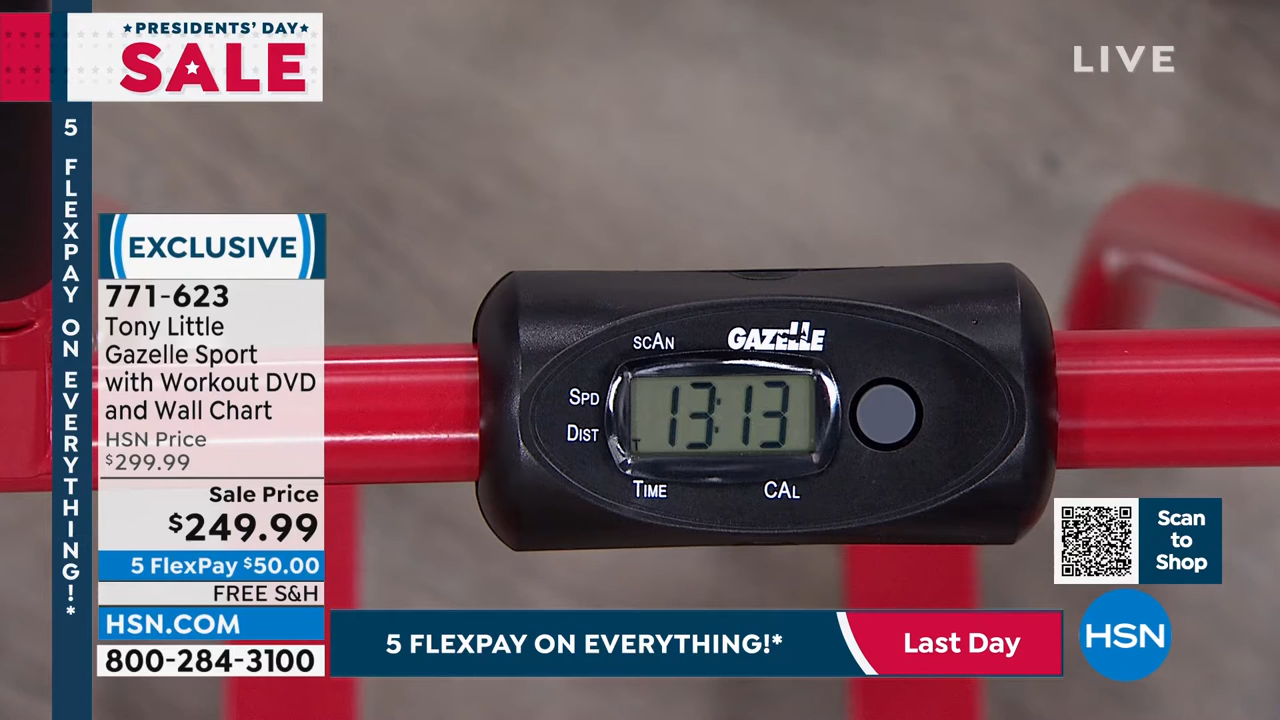 PRESIDENTS' DAY
SALE
LIVE
5 FLEXPAY ON EVERYTHING!*
EXCLUSIVE
771-623
Tony Little
Gazelle Sport
with Workout DVD
and Wall Chart
HSN Price
$299.99
Sale Price
$249.99
5 FlexPay $50.00
FREE S&H
HSN.COM
800-284-3100
SCAN
GAZELLE
SPD
DIST
13:13
T
TIME
CAL
Scan
to
Shop
5 FLEXPAY ON EVERYTHING!*
Last Day
HSN